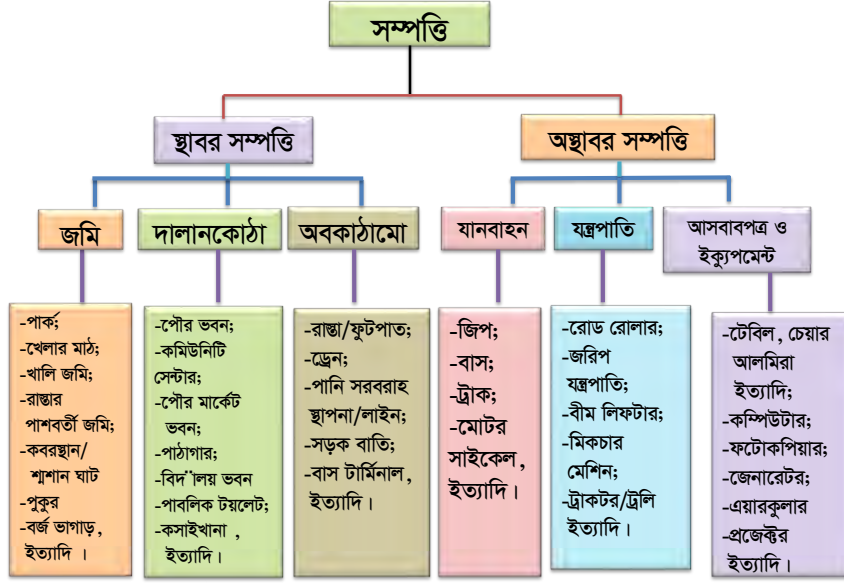 সম্পত্তি
স্থাবর সম্পত্তি
অস্থাবর সম্পত্তি
জমি
দালানকোঠা
অবকাঠামো
যানবাহন
যন্ত্রপাতি
আসবাবপত্র ও
ইক্যুপমেন্ট
-পার্ক;
-খেলার মাঠ;
-খালি জমি;
-রাস্তার
পাশবর্তী জমি;
-কবরস্থান/
শ্মশান ঘাট
-পুকুর
-বর্জ ভাগাড়,
ইত্যাদি ।
-পৌর ভবন;
-কমিউনিটি
সেন্টার;
-পৌর মার্কেট
ভবন;
-পাঠাগার;
-বিদ¨ালয় ভবন
-পাবলিক টয়লেট;
-কসাইখানা ,
ইত্যাদি ।
-রাস্তা/ফুটপাত;
-ড্রেন;
-পানি সরবরাহ
স্থাপনা/লাইন;
-সড়ক বাতি;
-বাস টার্মিনাল,
ইত্যাদি ।
-জিপ;
-বাস;
-ট্রাক;
-মোটর
সাইকেল,
ইত্যাদি ।
-রোড রোলার;
-জরিপ
যন্ত্রপাতি;
-বীম লিফটার;
-মিকচার
মেশিন;
-ট্রাকটর/ট্রলি
ইত্যাদি ।
-টেবিল, চেয়ার
আলমিরা
ইত্যাদি;
-কম্পিউটার;
-ফটোকপিয়ার;
-জেনারেটর;
-এয়ারকুলার
-প্রজেক্টর
ইত্যাদি ।